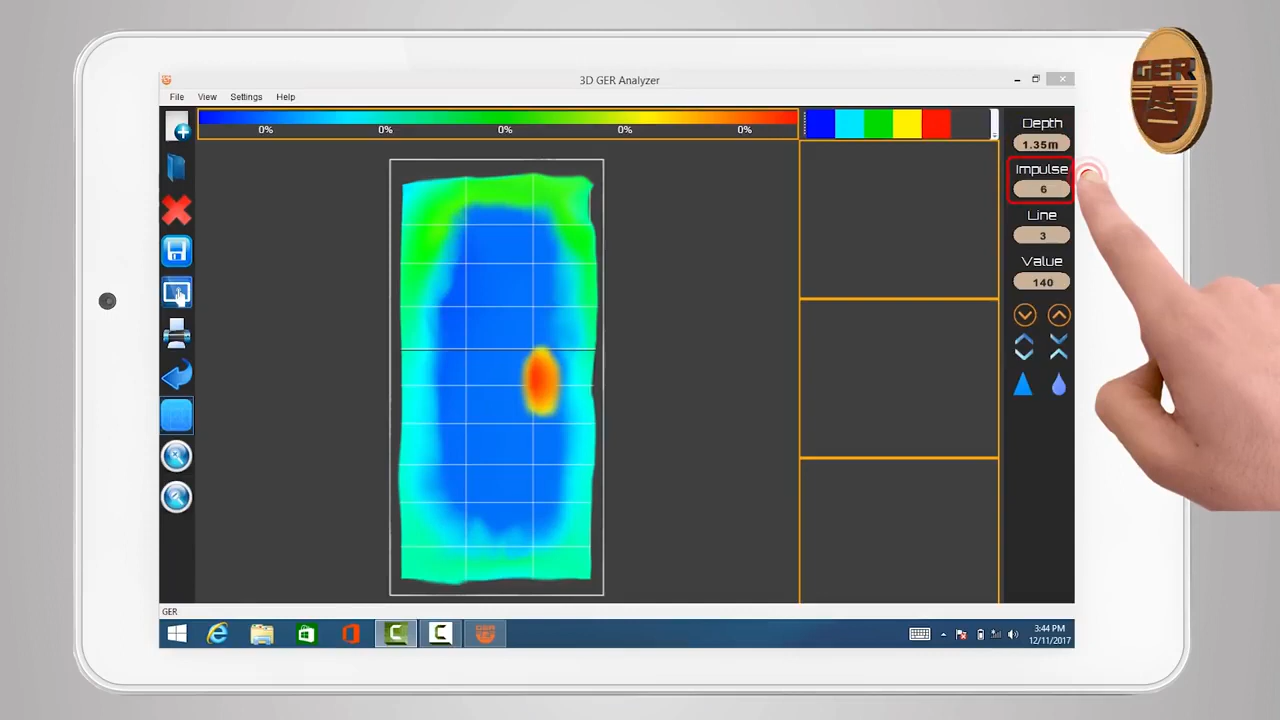 3D GER Analyzer
GER
File View Settings Help
0% 0% 0% 0% 0%
Depth
1.35m
Impulse
6
Line
3
Value
140
GER
3:44 PM
12/11/2017